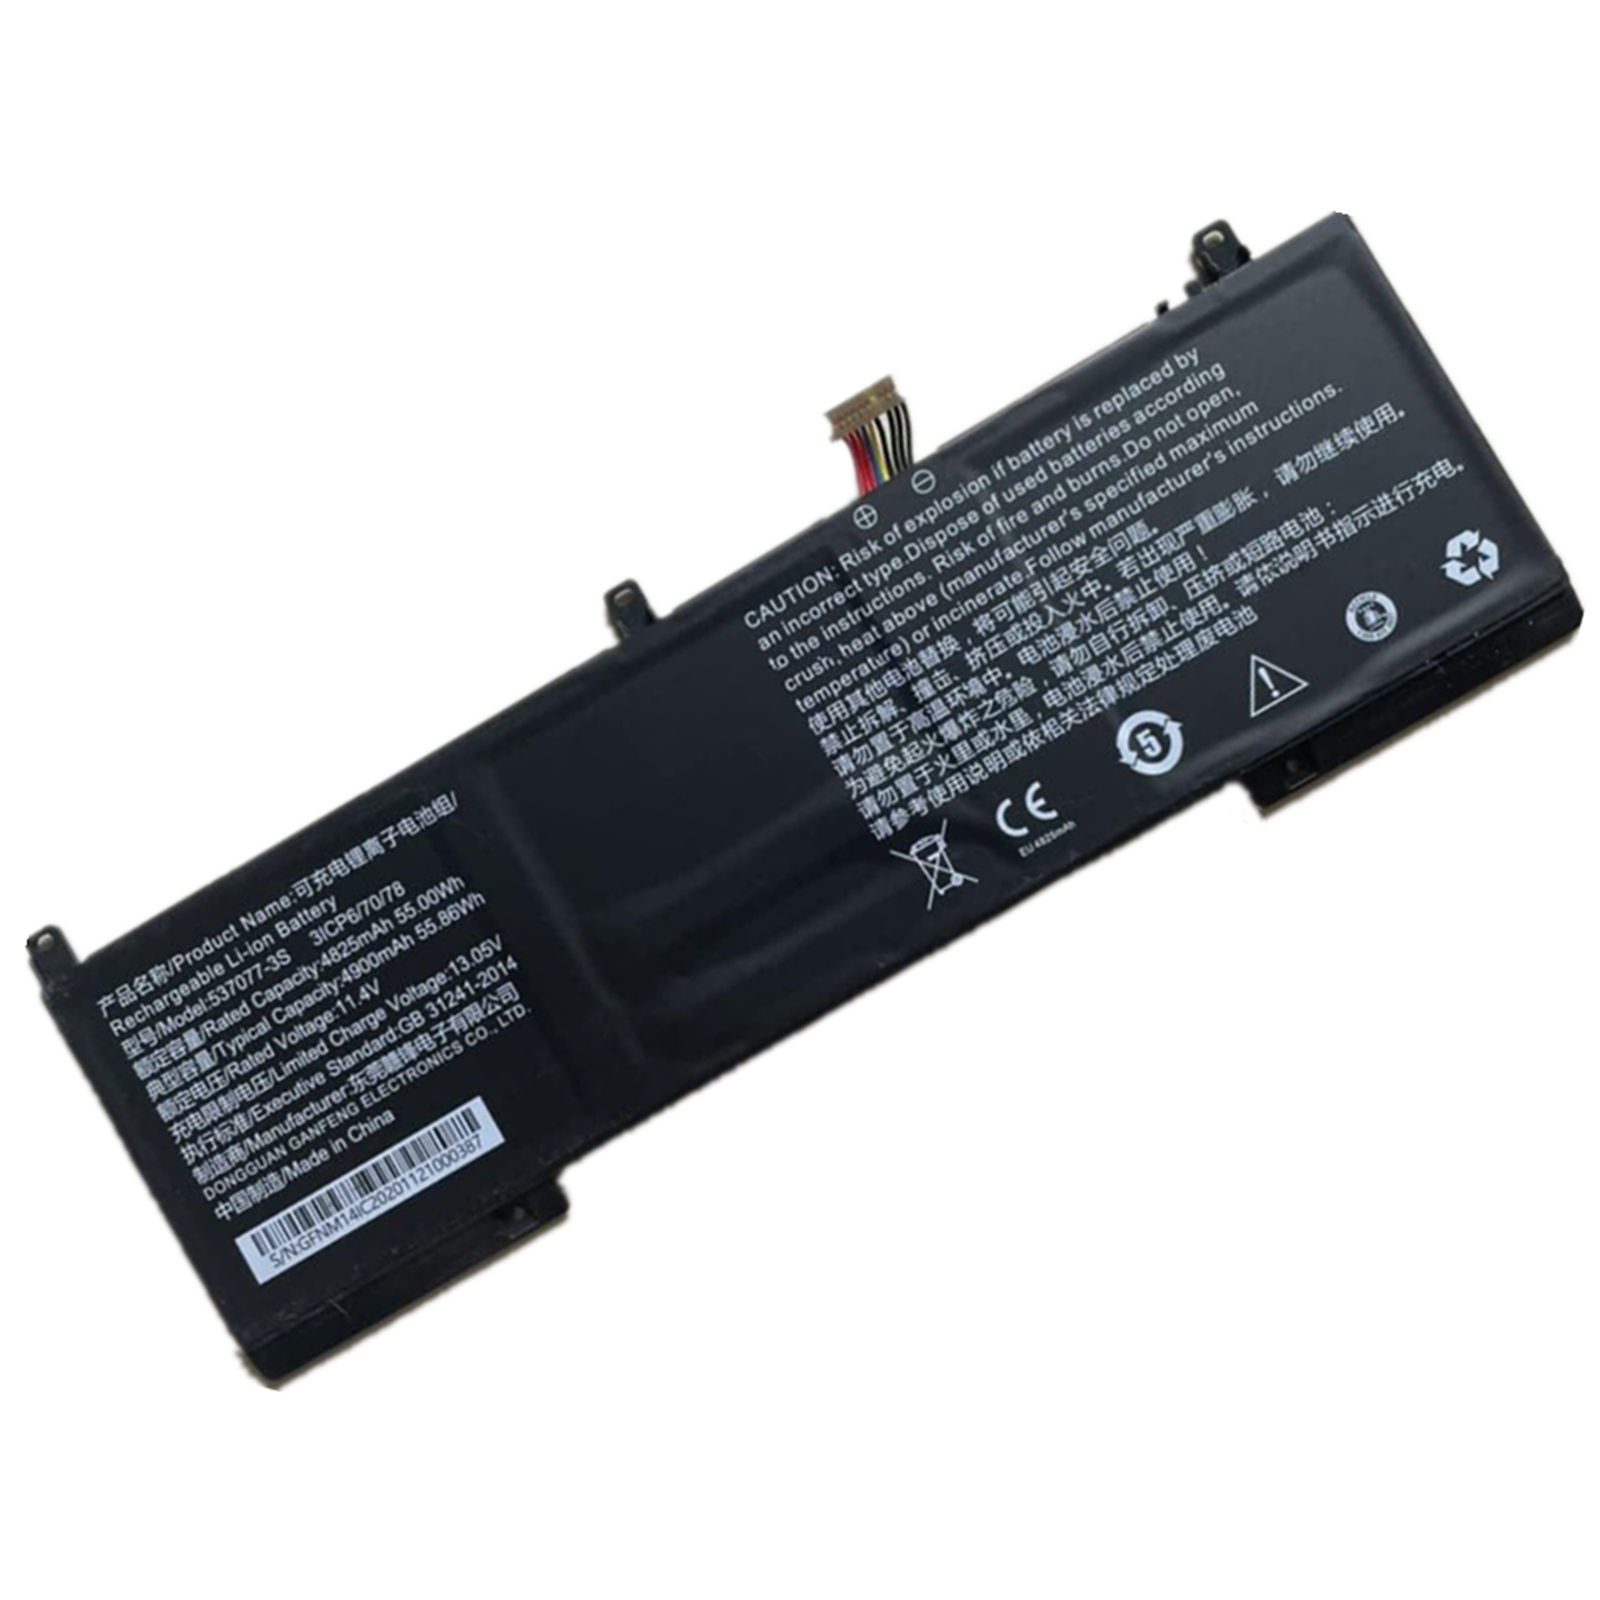 产品名称/Product Name:可充电锂离子电池组/
Rechargeable Li-ion Battery
型号/Model:537077-3S 3ICP6/70/78
额定容量/Rated Capacity:4825mAh 55.00Wh
典型容量/Typical Capacity:4900mAh 55.86Wh
额定电压/Rated Voltage:11.4V
充电限制电压/Limited Charge Voltage:13.05V
执行标准/Executive Standard:GB 31241-2014
制造商/Manufacturer:东莞赣锋电子有限公司
DONGGUAN GANFENG ELECTRONICS CO., LTD.
中国制造/Made in China
S/N:GFNM14IC20201121000387
CAUTION: Risk of explosion if battery is replaced by
an incorrect type.Dispose of used batteries according
to the instructions. Risk of fire and burns.Do not open,
crush, heat above (manufacturer's specified maximum
temperature) or incinerate.Follow manufacturer's instructions.
使用其他电池替换，将可能引起安全问题。
禁止拆解、撞击、挤压或投入火中。若出现严重膨胀，请勿继续使用。
请勿置于高温环境中。电池浸水后禁止使用！
为避免起火爆炸之危险，请勿自行拆卸、压挤或短路电池；
请勿置于火里或水里，电池浸水后禁止使用。请依说明书指示进行充电。
请参考使用说明或依相关法律规定处理废电池
CE
EU 4825mAh
5